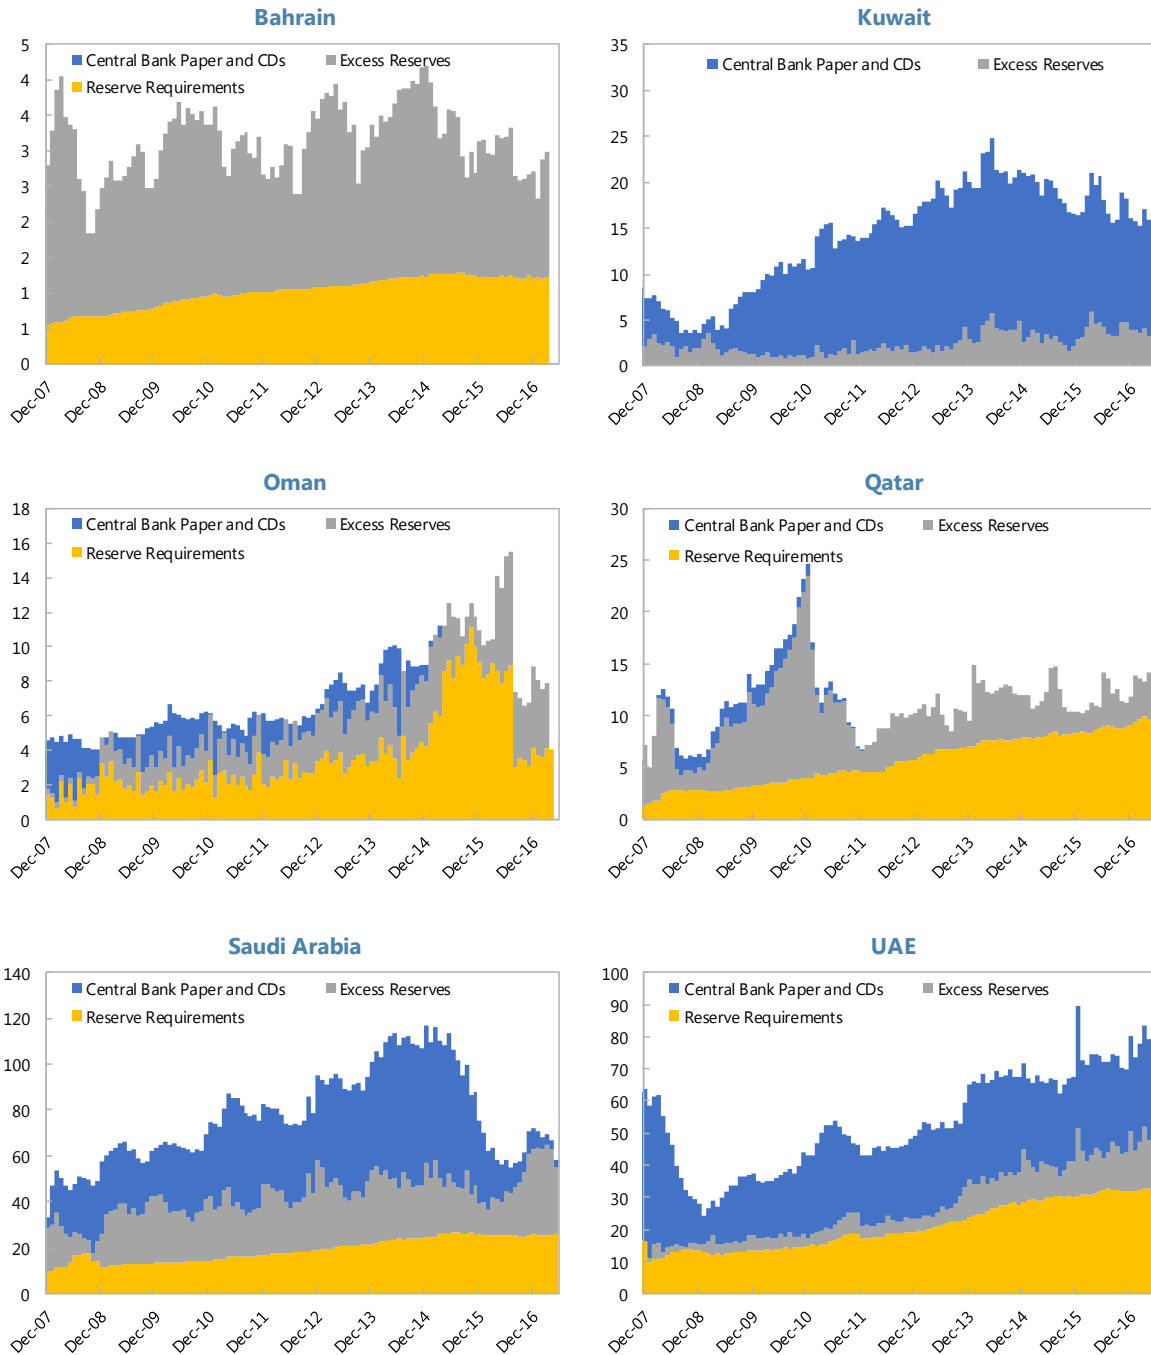 Bahrain
5
4
4
3
3
2
2
1
1
0
Central Bank Paper and CDs
Excess Reserves
Reserve Requirements
Dec-07
Dec-08
Dec-09
Dec-10
Dec-11
Dec-12
Dec-13
Dec-14
Dec-15
Dec-16
Kuwait
35
30
25
20
15
10
5
0
Central Bank Paper and CDs
Excess Reserves
Dec-07
Dec-08
Dec-09
Dec-10
Dec-11
Dec-12
Dec-13
Dec-14
Dec-15
Dec-16
Oman
18
16
14
12
10
8
6
4
2
0
Central Bank Paper and CDs
Excess Reserves
Reserve Requirements
Dec-07
Dec-08
Dec-09
Dec-10
Dec-11
Dec-12
Dec-13
Dec-14
Dec-15
Dec-16
Qatar
30
25
20
15
10
5
0
Central Bank Paper and CDs
Excess Reserves
Reserve Requirements
Dec-07
Dec-08
Dec-09
Dec-10
Dec-11
Dec-12
Dec-13
Dec-14
Dec-15
Dec-16
Saudi Arabia
140
120
100
80
60
40
20
0
Central Bank Paper and CDs
Excess Reserves
Reserve Requirements
Dec-07
Dec-08
Dec-09
Dec-10
Dec-11
Dec-12
Dec-13
Dec-14
Dec-15
Dec-16
UAE
100
90
80
70
60
50
40
30
20
10
0
Central Bank Paper and CDs
Excess Reserves
Reserve Requirements
Dec-07
Dec-08
Dec-09
Dec-10
Dec-11
Dec-12
Dec-13
Dec-14
Dec-15
Dec-16